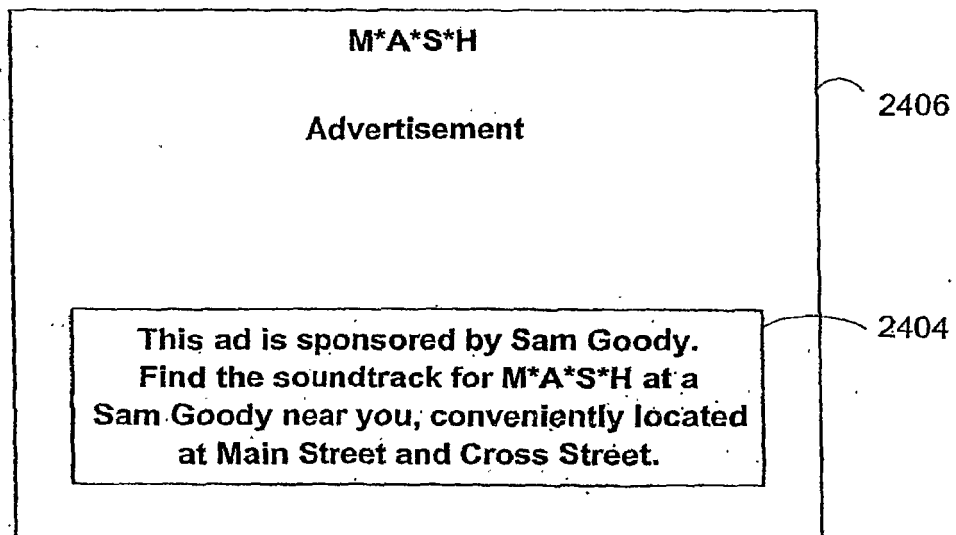 M*A*S*H
2406
Advertisement
2404
This ad is sponsored by Sam Goody.
Find the soundtrack for M*A*S*H at a
Sam Goody near you, conveniently located
at Main Street and Cross Street.